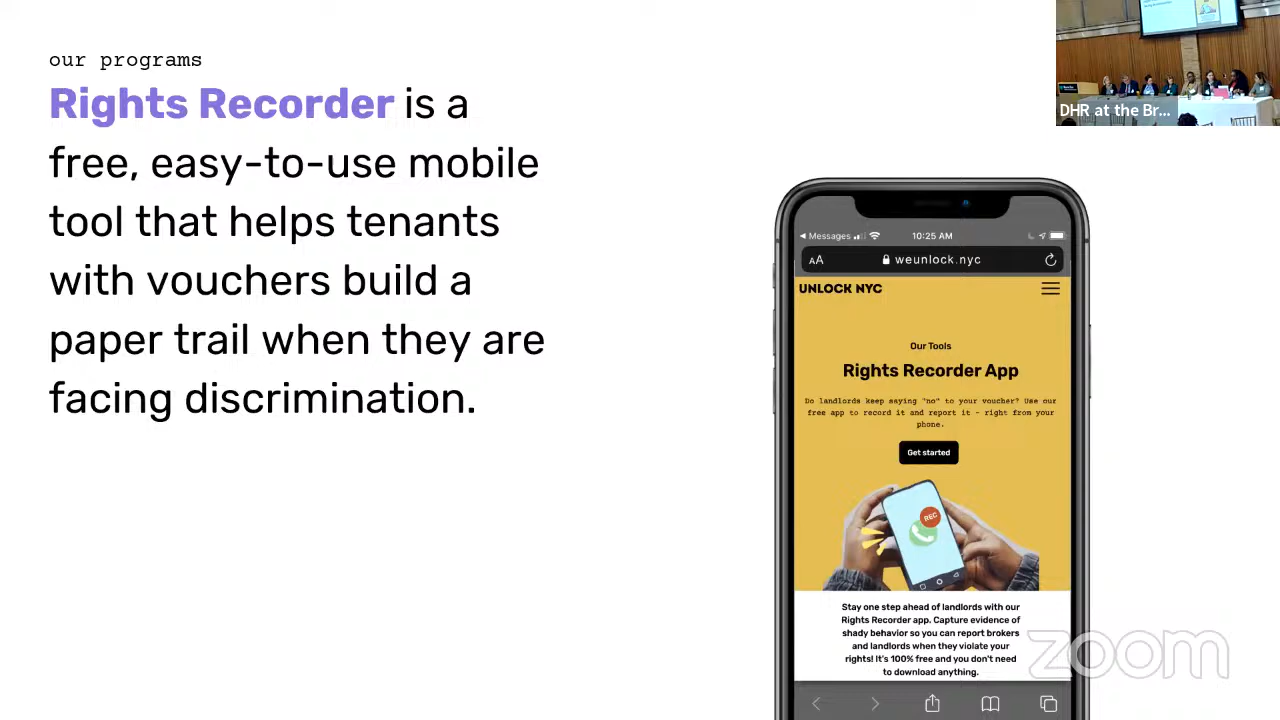 our programs
Rights Recorder is a
free, easy-to-use mobile
tool that helps tenants
with vouchers build a
paper trail when they are
facing discrimination.
DHR at the Br...
Messages
10:25 AM
AA
weunlock.nyc
UNLOCK NYC
Our Tools
Rights Recorder App
Do landlords keep saying "no" to your voucher? Use our
free app to record it and report it - right from your
phone.
Get started
REC
Stay one step ahead of landlords with our
Rights Recorder app. Capture evidence of
shady behavior so you can report brokers
and landlords when they violate your
rights! It's 100% free and you don't need
to download anything.
zoom